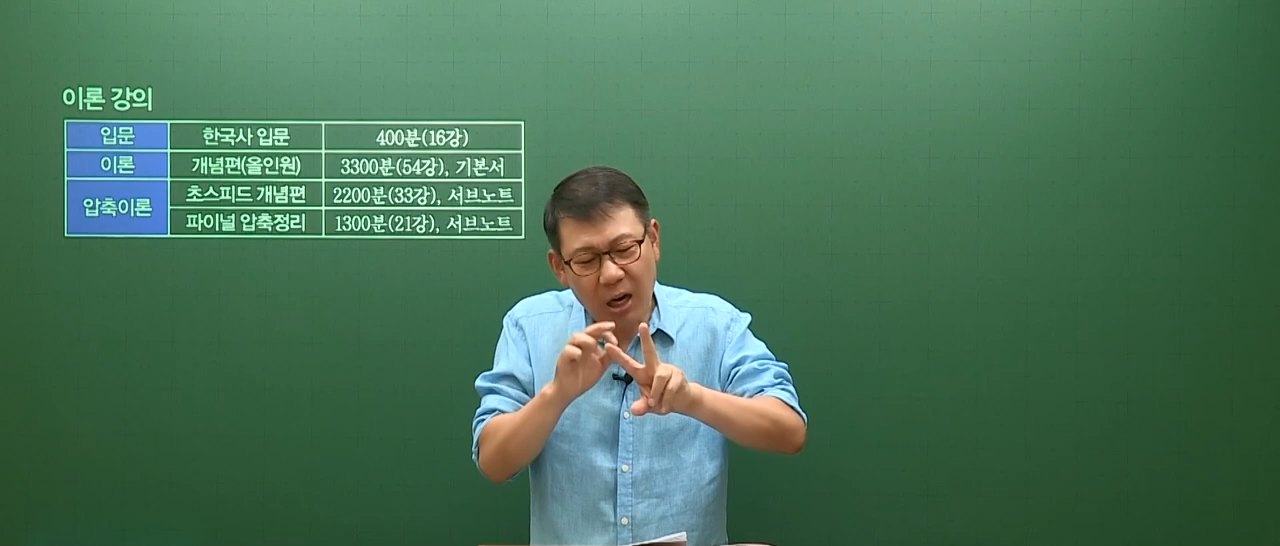 이론 강의
입문 한국사 입문 400분(16강)
이론 개념편(올인원) 3300분(54강), 기본서
압축이론 초스피드 개념편 2200분(33강), 서브노트
파이널 압축정리 1300분(21강), 서브노트